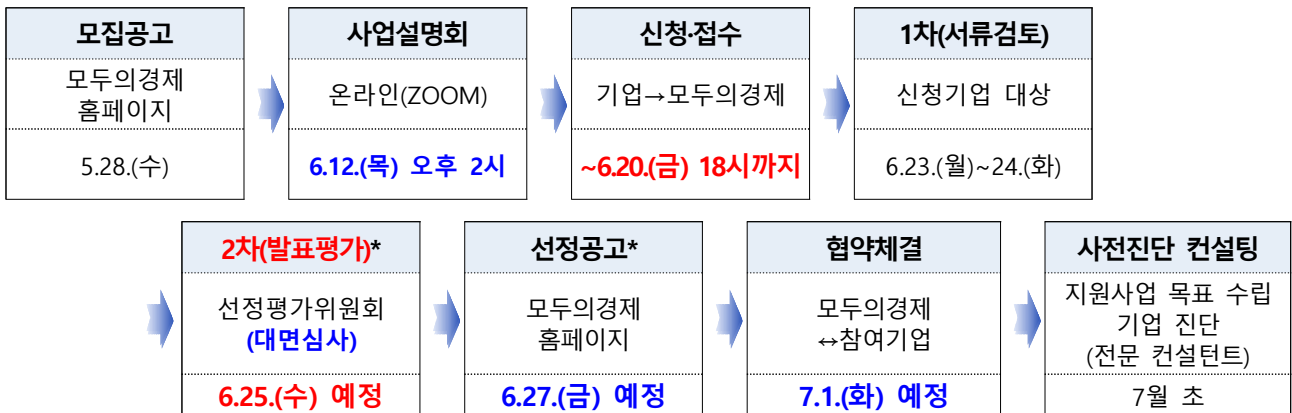 모집공고
모두의경제
홈페이지
5.28.(수)
사업설명회
온라인(ZOOM)
6.12.(목) 오후 2시
신청·접수
기업→모두의경제
~6.20.(금) 18시까지
1차(서류검토)
신청기업 대상
6.23.(월)~24.(화)
2차(발표평가)*
선정평가위원회
(대면심사)
6.25.(수) 예정
선정공고*
모두의경제
홈페이지
6.27.(금) 예정
협약체결
모두의경제
↔참여기업
7.1.(화) 예정
사전진단 컨설팅
지원사업 목표 수립
기업 진단
(전문 컨설턴트)
7월 초